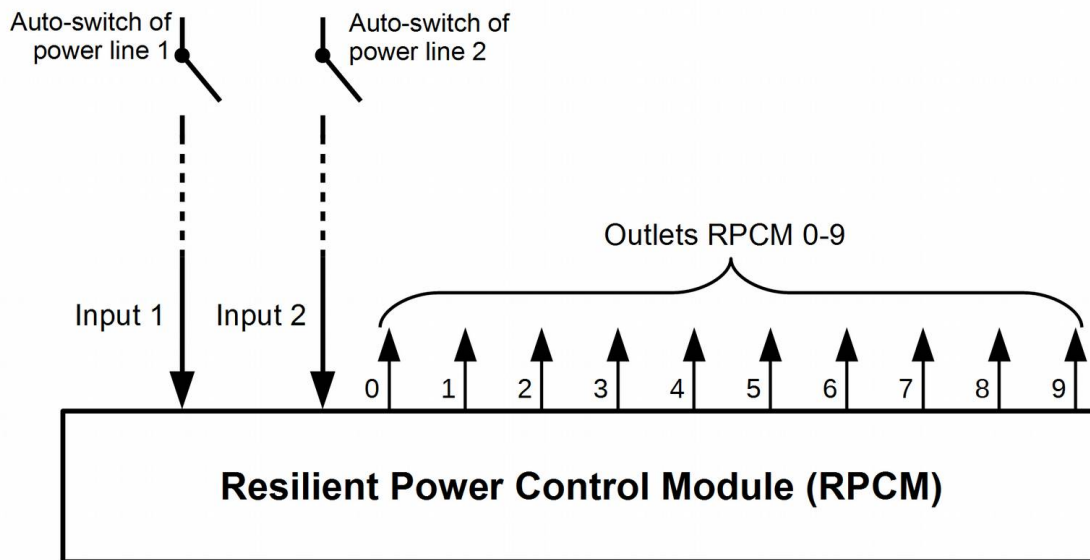 Auto-switch of
power line 1
Auto-switch of
power line 2
Outlets RPCM 0-9
Input 1
Input 2
0
1
2
3
4
5
6
7
8
9
Resilient Power Control Module (RPCM)